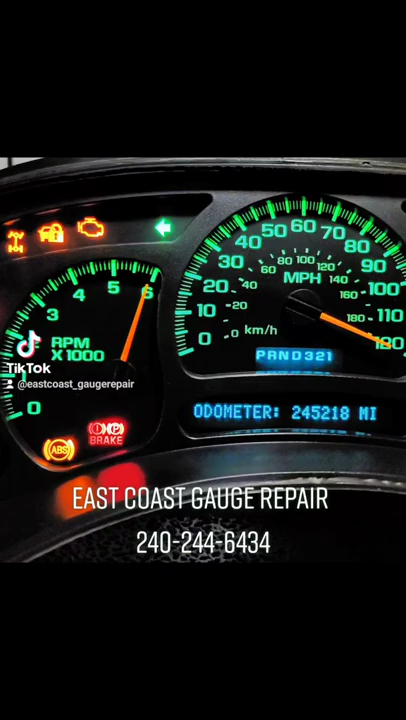 60
50
70
40
80
30
90
20
100
10
110
0
120
MPH
20
40
60
80
100
120
140
160
180
0
km/h
PRND321
ODOMETER: 245218 MI
5
6
4
3
RPM
X1000
0
ABS
(!) (P)
BRAKE
TikTok
@eastcoast_gaugerepair
EAST COAST GAUGE REPAIR
240-244-6434